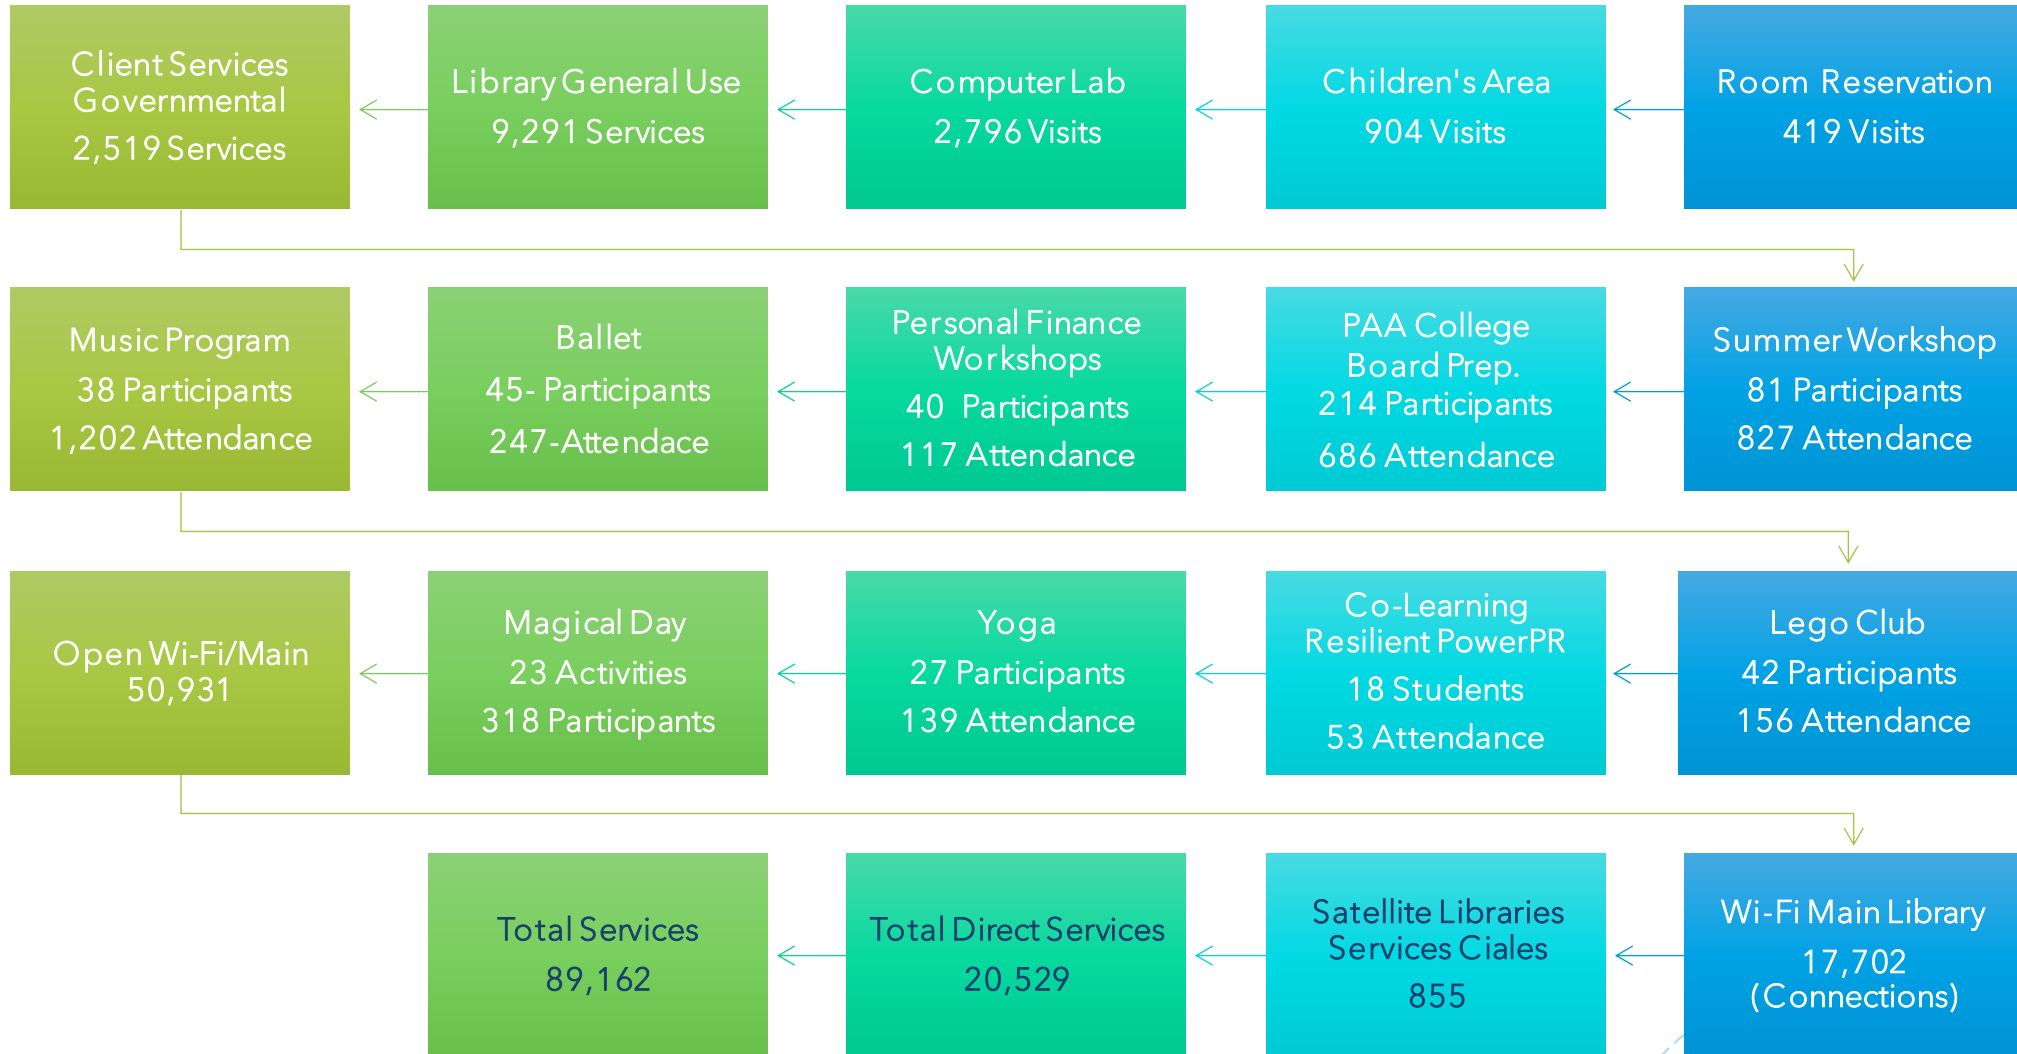 Client Services
Governmental
2,519 Services
Library General Use
9,291 Services
Computer Lab
2,796 Visits
Children's Area
904 Visits
Room Reservation
419 Visits
Music Program
38 Participants
1,202 Attendance
Ballet
45- Participants
247-Attendace
Personal Finance
Workshops
40 Participants
117 Attendance
PAA College
Board Prep.
214 Participants
686 Attendance
Summer Workshop
81 Participants
827 Attendance
Open Wi-Fi/Main
50,931
Magical Day
23 Activities
318 Participants
Yoga
27 Participants
139 Attendance
Co-Learning
Resilient PowerPR
18 Students
53 Attendance
Lego Club
42 Participants
156 Attendance
Total Services
89,162
Total Direct Services
20,529
Satellite Libraries
Services Ciales
855
Wi-Fi Main Library
17,702
(Connections)